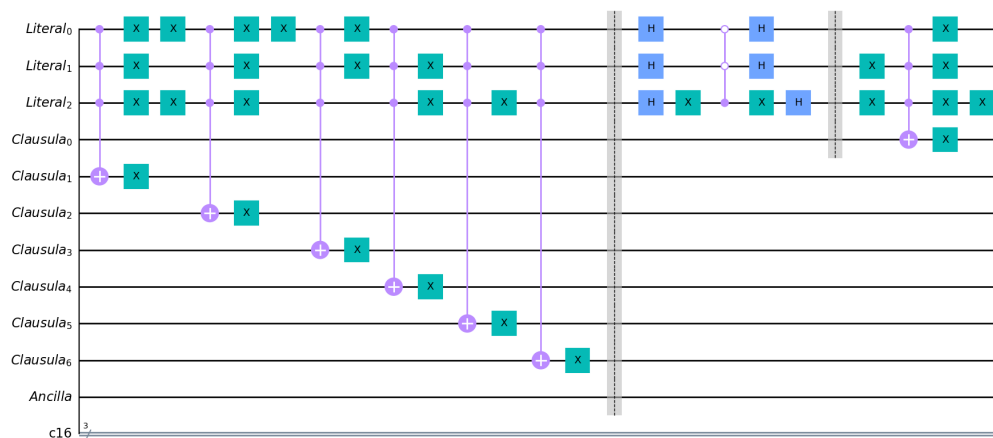 Literal₀ X X X X X H H X
Literal₁ X X X X H H X X
Literal₂ X X X X X H X X H X X X
Clausula₀ X
Clausula₁ X
Clausula₂ X
Clausula₃ X
Clausula₄ X
Clausula₅ X
Clausula₆ X
Ancilla
c16 3